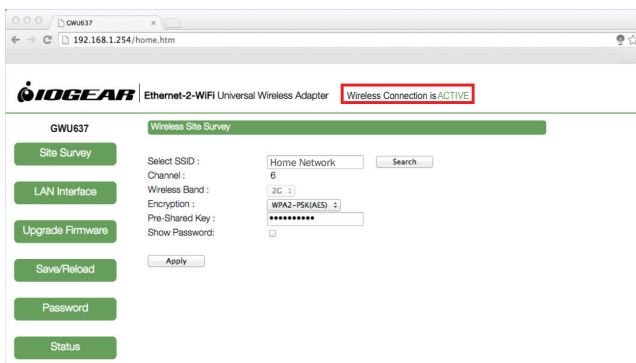 GWU637
192.168.1.254/home.htm
IOGEAR Ethernet-2-WiFi Universal Wireless Adapter Wireless Connection is ACTIVE
GWU637
Wireless Site Survey
Site Survey
Select SSID : Home Network Search
Channel : 6
LAN Interface
Wireless Band : 2G
Encryption : WPA2-PSK(AES)
Pre-Shared Key : ••••••••••
Upgrade Firmware
Show Password:
Apply
Save/Reload
Password
Status